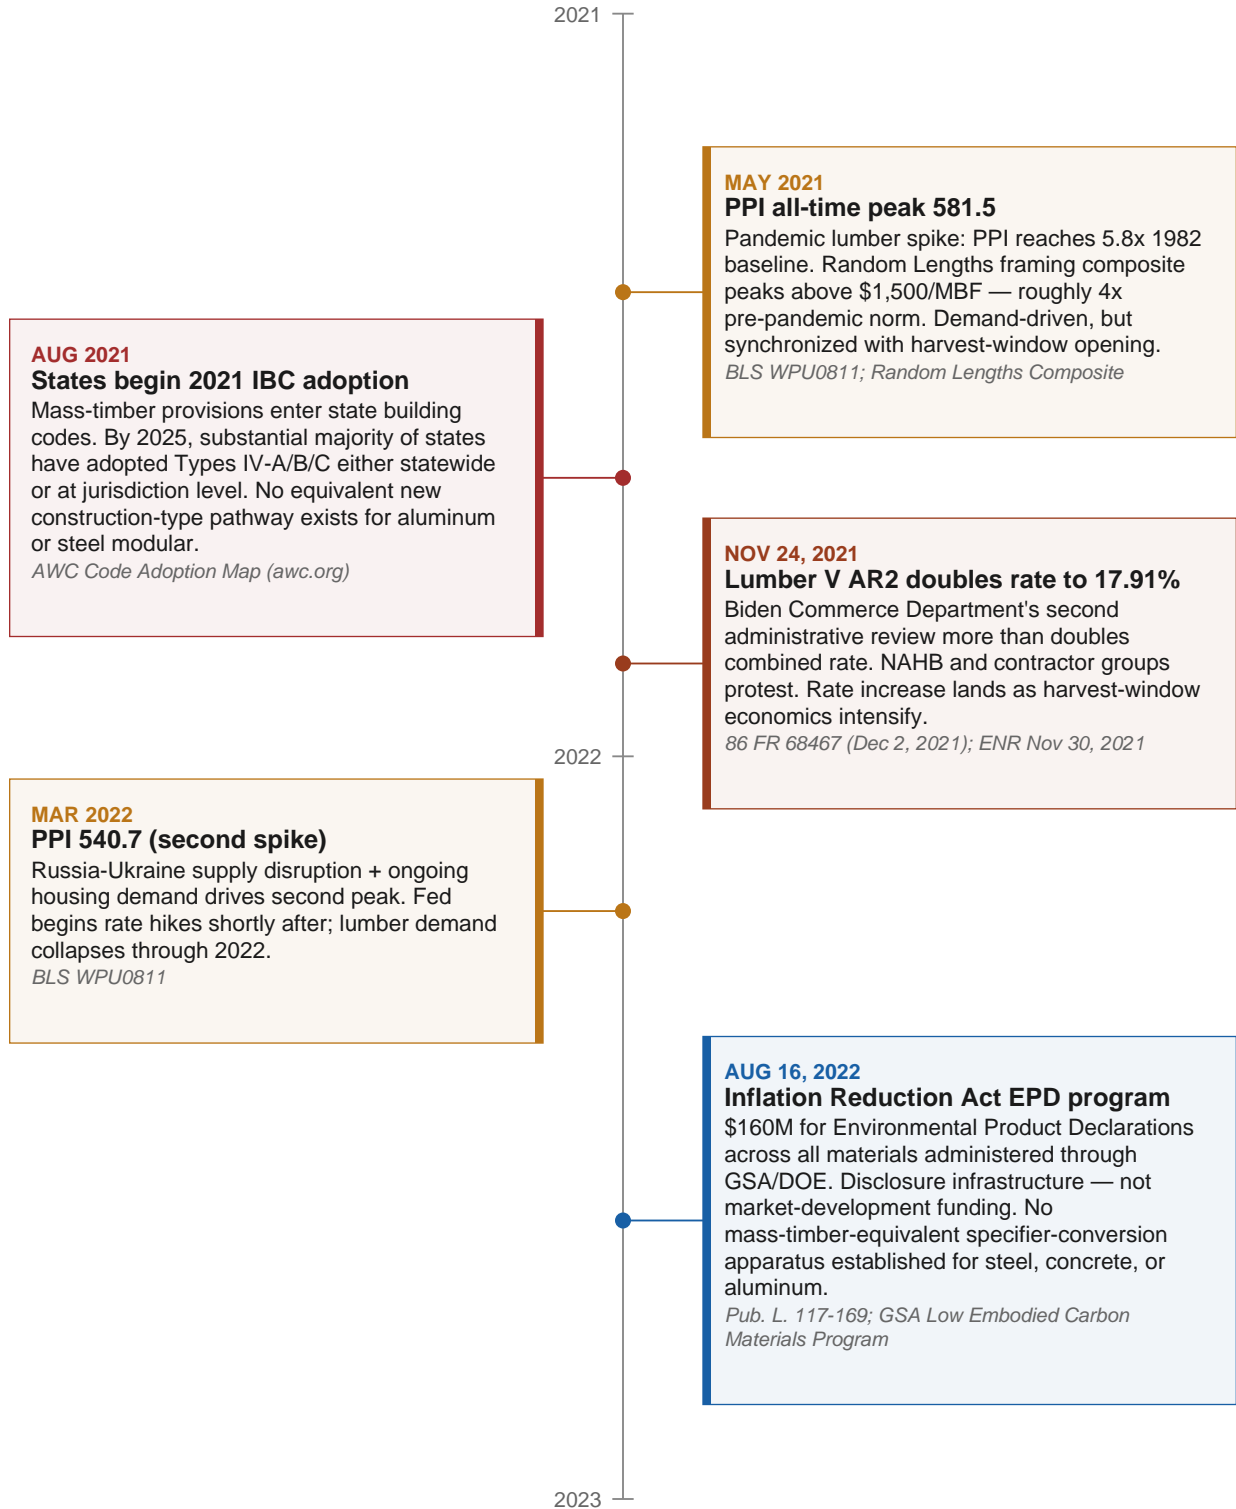 2021
MAY 2021
PPI all-time peak 581.5
Pandemic lumber spike: PPI reaches 5.8x 1982
baseline. Random Lengths framing composite
peaks above $1,500/MBF — roughly 4x
pre-pandemic norm. Demand-driven, but
synchronized with harvest-window opening.
BLS WPU0811; Random Lengths Composite
AUG 2021
States begin 2021 IBC adoption
Mass-timber provisions enter state building
codes. By 2025, substantial majority of states
have adopted Types IV-A/B/C either statewide
or at jurisdiction level. No equivalent new
construction-type pathway exists for aluminum
or steel modular.
AWC Code Adoption Map (awc.org)
NOV 24, 2021
Lumber V AR2 doubles rate to 17.91%
Biden Commerce Department's second
administrative review more than doubles
combined rate. NAHB and contractor groups
protest. Rate increase lands as harvest-window
economics intensify.
86 FR 68467 (Dec 2, 2021); ENR Nov 30, 2021
2022
MAR 2022
PPI 540.7 (second spike)
Russia-Ukraine supply disruption + ongoing
housing demand drives second peak. Fed
begins rate hikes shortly after; lumber demand
collapses through 2022.
BLS WPU0811
AUG 16, 2022
Inflation Reduction Act EPD program
$160M for Environmental Product Declarations
across all materials administered through
GSA/DOE. Disclosure infrastructure — not
market-development funding. No
mass-timber-equivalent specifier-conversion
apparatus established for steel, concrete, or
aluminum.
Pub. L. 117-169; GSA Low Embodied Carbon
Materials Program
2023